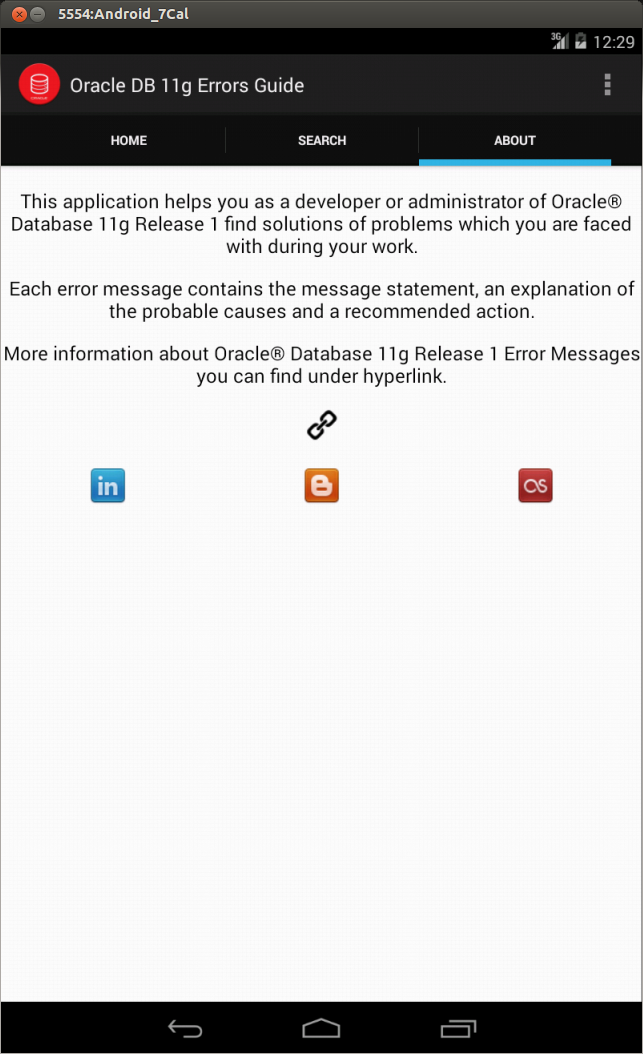 5554:Android_7Cal
3G 12:29
Oracle DB 11g Errors Guide
HOME SEARCH ABOUT
This application helps you as a developer or administrator of Oracle®
Database 11g Release 1 find solutions of problems which you are faced
with during your work.
Each error message contains the message statement, an explanation of
the probable causes and a recommended action.
More information about Oracle® Database 11g Release 1 Error Messages
you can find under hyperlink.
in